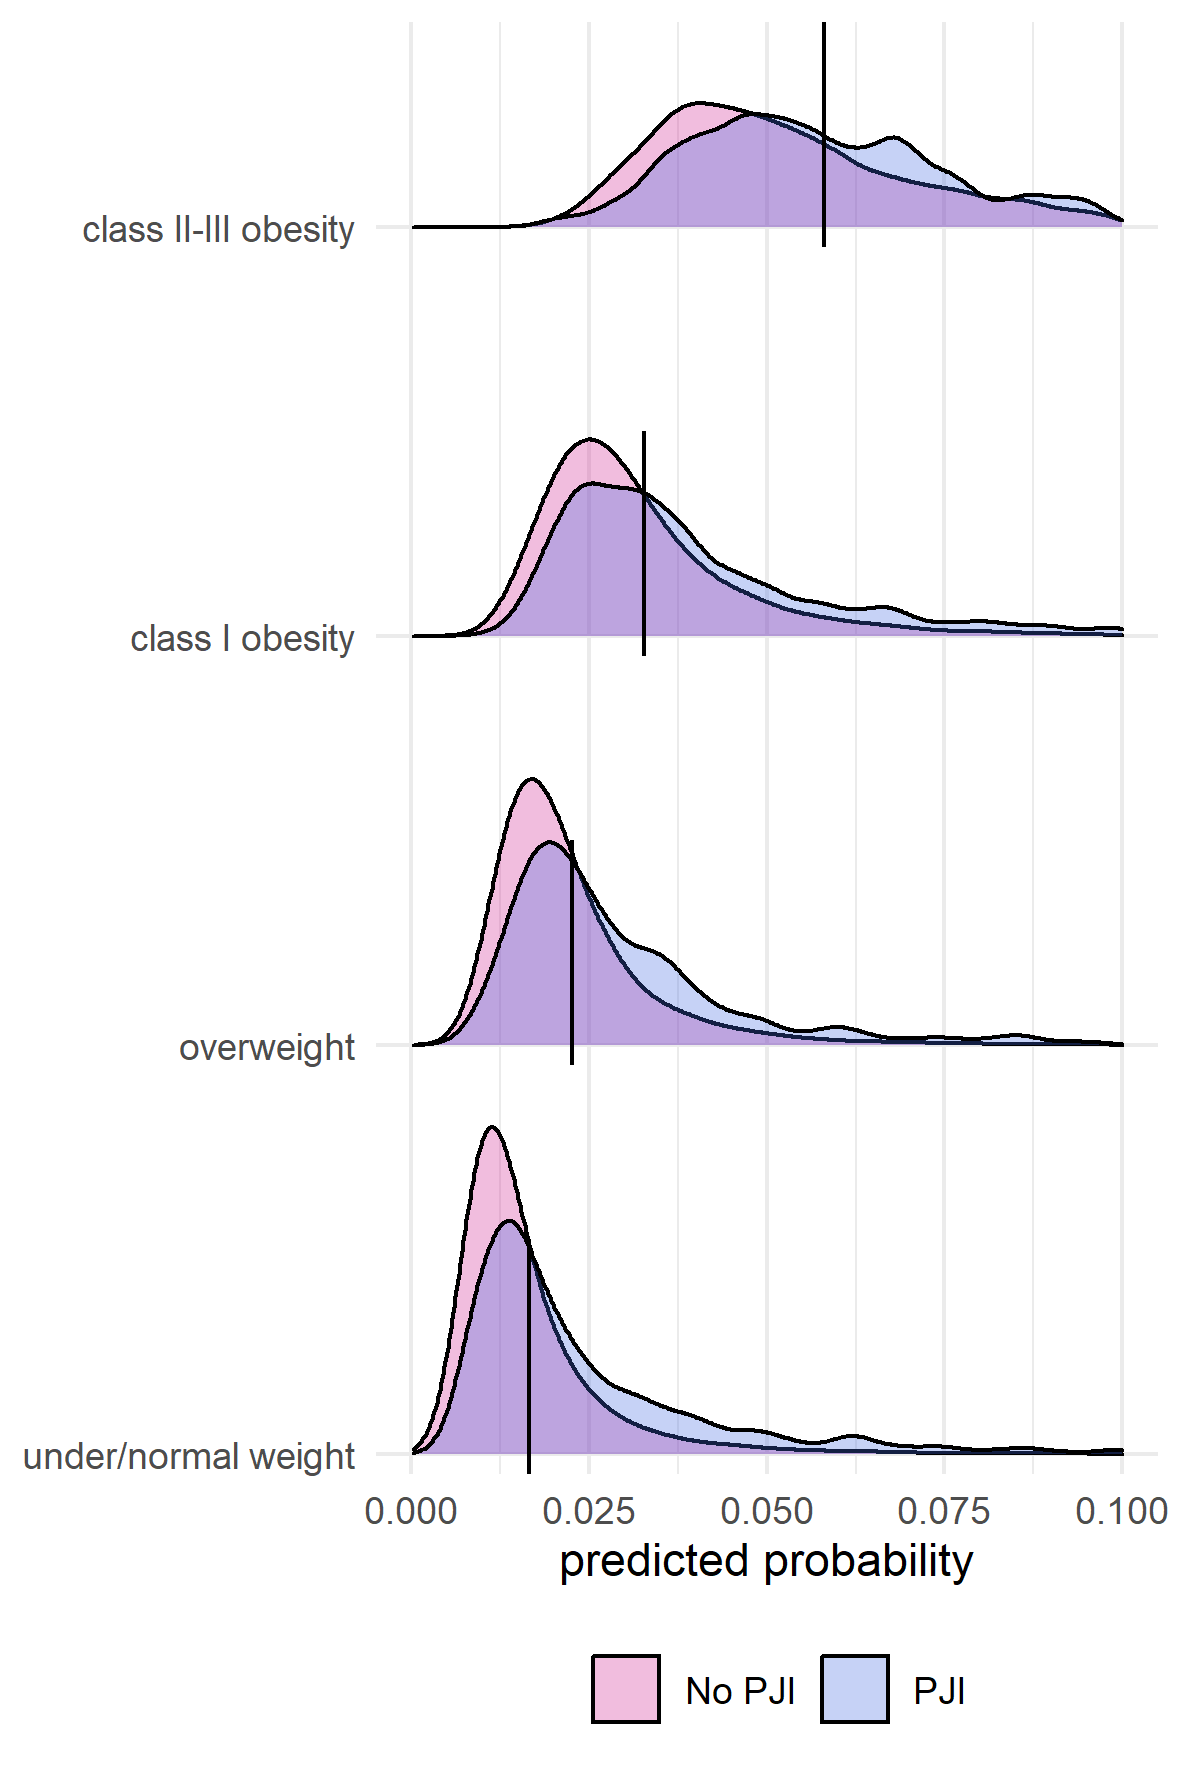 class II-III obesity
class I obesity
overweight
under/normal weight
0.000 0.025 0.050 0.075 0.100
predicted probability
No PJI PJI